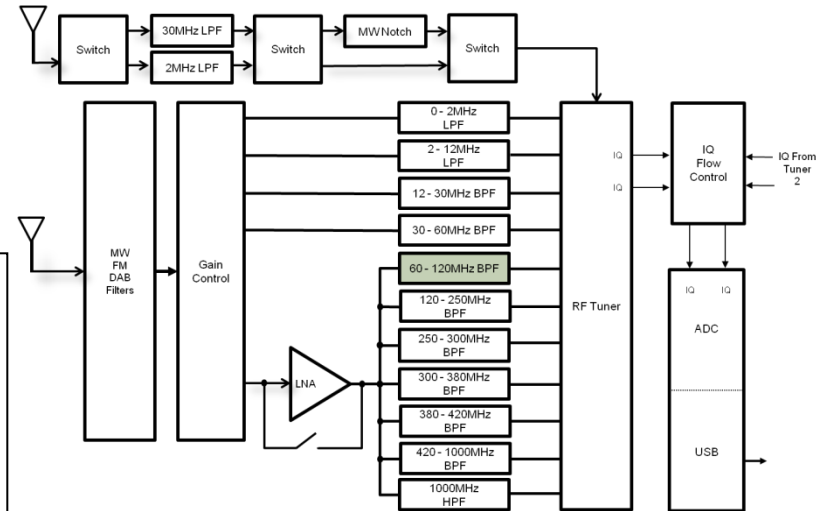 30MHz LPF
2MHz LPF
Switch
Switch
MW Notch
Switch
MW
FM
DAB
Filters
Gain
Control
LNA
0 - 2MHz
LPF
2 - 12MHz
LPF
12 - 30MHz BPF
30 - 60MHz BPF
60 - 120MHz BPF
120 - 250MHz
BPF
250 - 300MHz
BPF
300 - 380MHz
BPF
380 - 420MHz
BPF
420 - 1000MHz
BPF
1000MHz
HPF
RF Tuner
IQ
IQ
IQ
Flow
Control
IQ From
Tuner
2
IQ IQ
ADC
USB